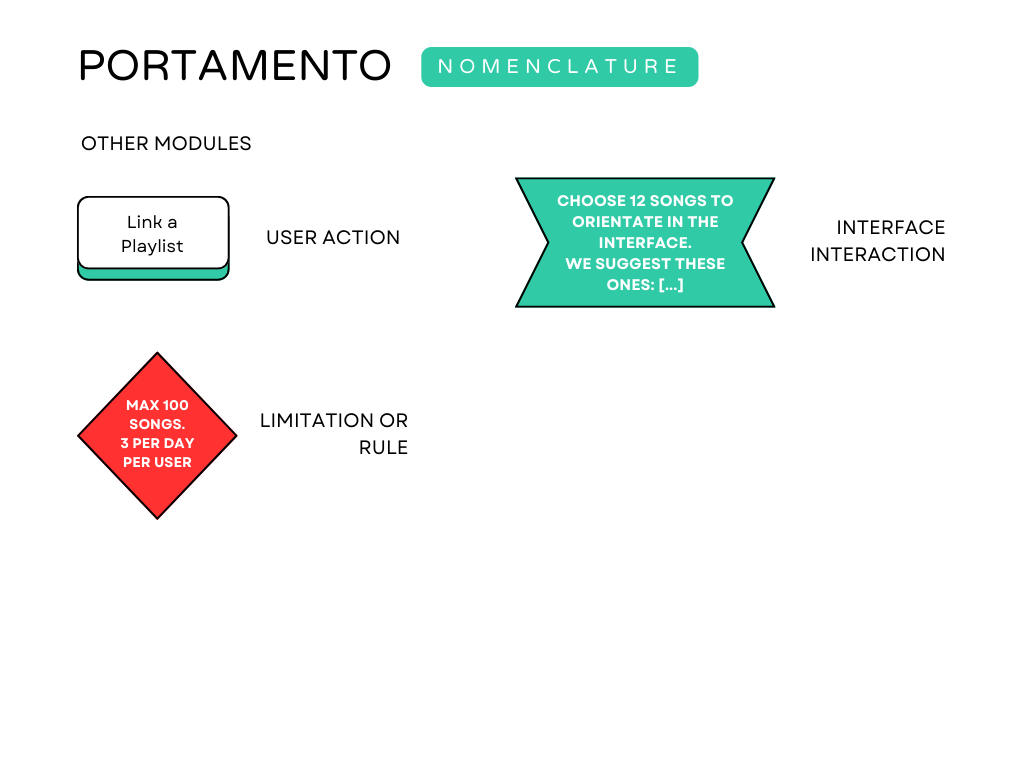 PORTAMENTO
NOMENCLATURE
OTHER MODULES
Link a
Playlist
USER ACTION
CHOOSE 12 SONGS TO
ORIENTATE IN THE
INTERFACE.
WE SUGGEST THESE
ONES: [...]
INTERFACE
INTERACTION
MAX 100
SONGS.
3 PER DAY
PER USER
LIMITATION OR
RULE